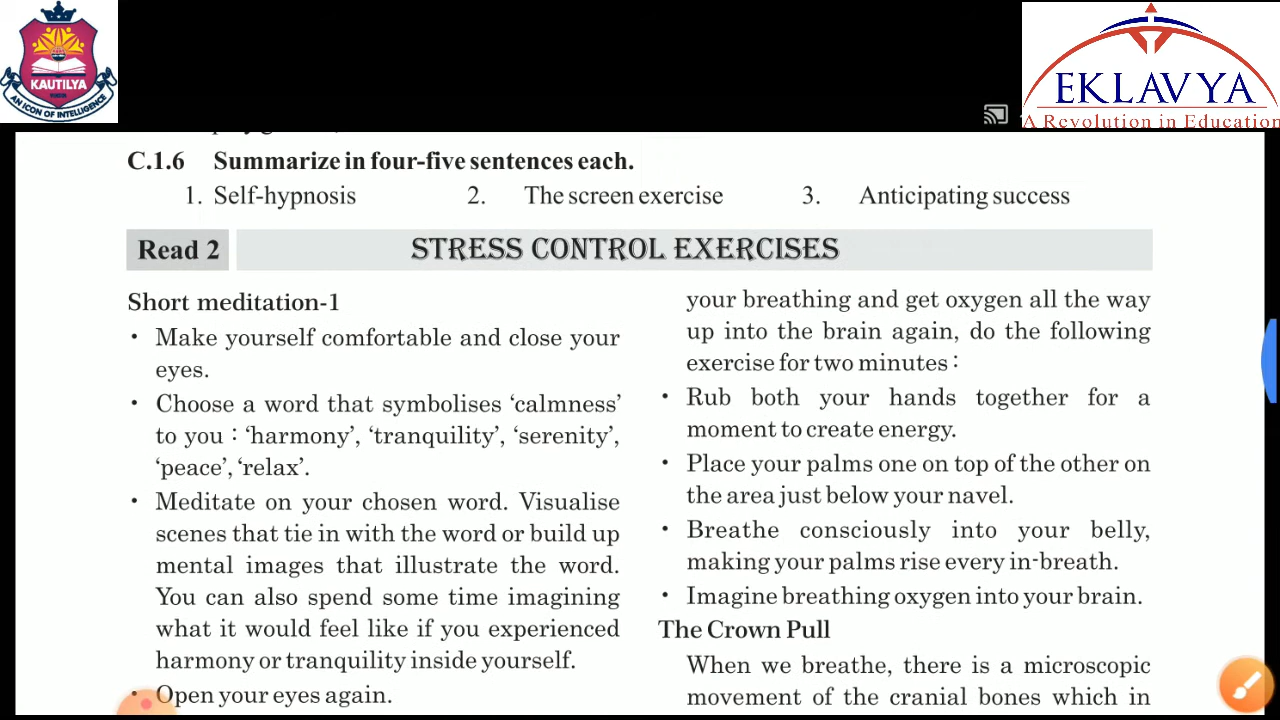 KAUTILYA
AN ICON OF INTELLIGENCE
EKLAVYA
A Revolution in Education
C.1.6 Summarize in four-five sentences each.
1. Self-hypnosis 2. The screen exercise 3. Anticipating success
Read 2 STRESS CONTROL EXERCISES
Short meditation-1
• Make yourself comfortable and close your
eyes.
• Choose a word that symbolises ‘calmness’
to you : ‘harmony’, ‘tranquility’, ‘serenity’,
‘peace’, ‘relax’.
• Meditate on your chosen word. Visualise
scenes that tie in with the word or build up
mental images that illustrate the word.
You can also spend some time imagining
what it would feel like if you experienced
harmony or tranquility inside yourself.
• Open your eyes again.
your breathing and get oxygen all the way
up into the brain again, do the following
exercise for two minutes :
• Rub both your hands together for a
moment to create energy.
• Place your palms one on top of the other on
the area just below your navel.
• Breathe consciously into your belly,
making your palms rise every in-breath.
• Imagine breathing oxygen into your brain.
The Crown Pull
When we breathe, there is a microscopic
movement of the cranial bones which in